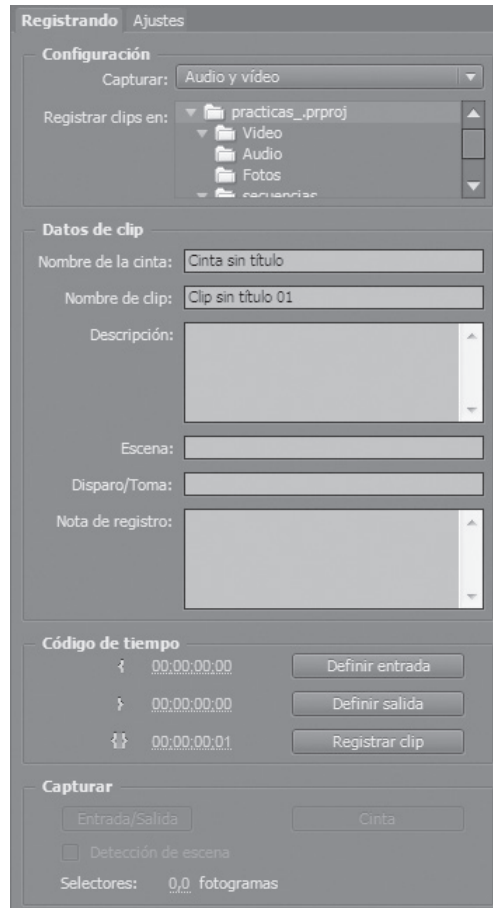 Registrando Ajustes
Configuración
Capturar: Audio y vídeo
Registrar clips en: practicas_.prproj
Video
Audio
Fotos
secuencias
Datos de clip
Nombre de la cinta: Cinta sin título
Nombre de clip: Clip sin título 01
Descripción:
Escena:
Disparo/Toma:
Nota de registro:
Código de tiempo
{ 00;00;00;00 Definir entrada
} 00;00;00;00 Definir salida
{} 00;00;00;01 Registrar clip
Capturar
Entrada/Salida Cinta
Detección de escena
Selectores: 0,0 fotogramas